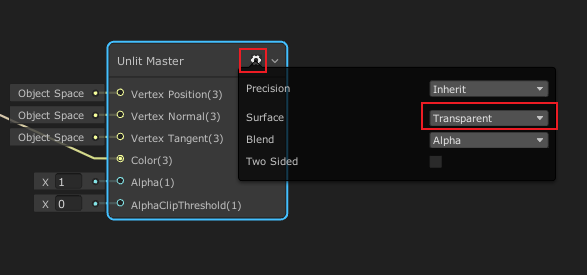 Unlit Master
Precision
Inherit
Surface
Transparent
Blend
Alpha
Two Sided
Object Space
Vertex Position(3)
Object Space
Vertex Normal(3)
Object Space
Vertex Tangent(3)
Color(3)
X 1
Alpha(1)
X 0
AlphaClipThreshold(1)